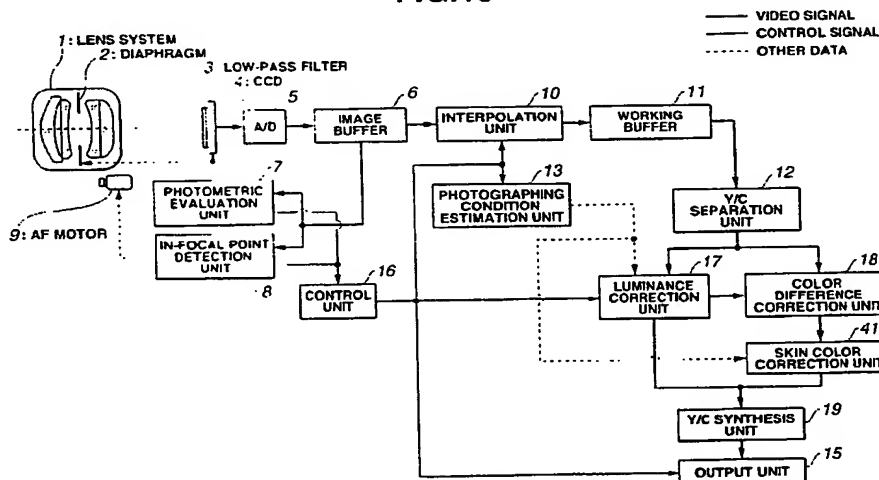 VIDEO SIGNAL
CONTROL SIGNAL
OTHER DATA
1: LENS SYSTEM
2: DIAPHRAGM
3 LOW-PASS FILTER
4: CCD
5
A/D
6
IMAGE
BUFFER
10
INTERPOLATION
UNIT
11
WORKING
BUFFER
7
PHOTOMETRIC
EVALUATION
UNIT
9: AF MOTOR
IN-FOCAL POINT
DETECTION
UNIT
8
13
PHOTOGRAPHING
CONDITION
ESTIMATION UNIT
12
Y/C
SEPARATION
UNIT
16
CONTROL
UNIT
17
LUMINANCE
CORRECTION
UNIT
18
COLOR
DIFFERENCE
CORRECTION UNIT
41
SKIN COLOR
CORRECTION UNIT
19
Y/C SYNTHESIS
UNIT
15
OUTPUT UNIT